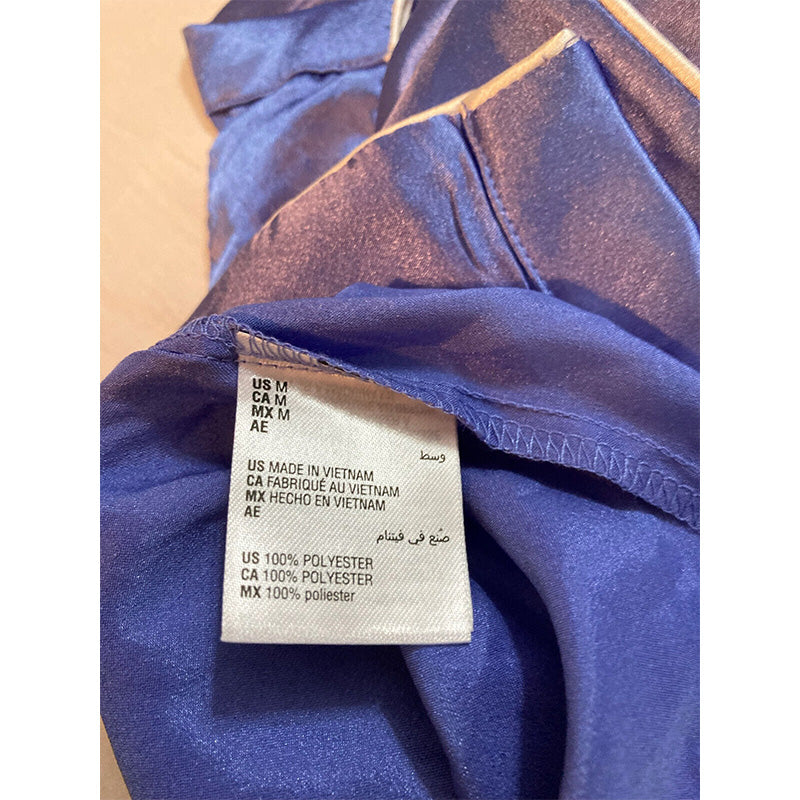 US M
CA M
MX M
AE
وسط
US MADE IN VIETNAM
CA FABRIQUÉ AU VIETNAM
MX HECHO EN VIETNAM
AE
صُنع في فيتنام
US 100% POLYESTER
CA 100% POLYESTER
MX 100% poliester